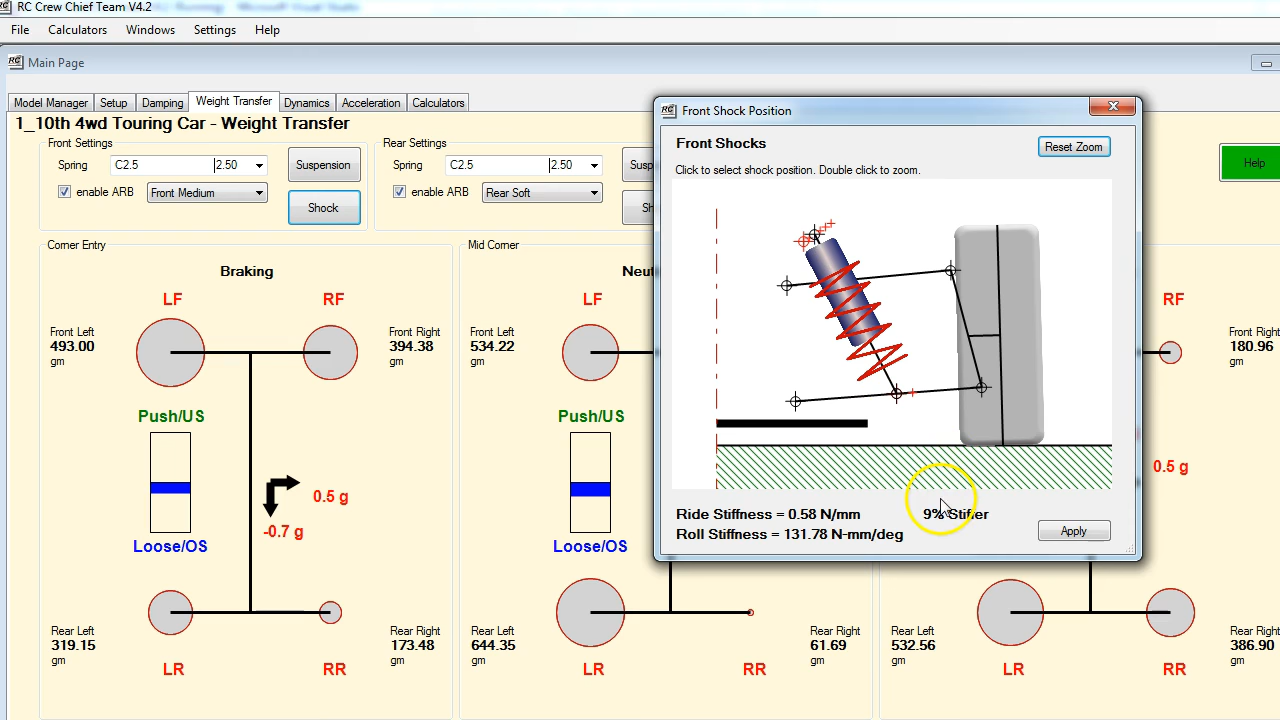 RC Crew Chief Team V4.2
File Calculators Windows Settings Help
RC Main Page
Model Manager Setup Damping Weight Transfer Dynamics Acceleration Calculators
1_10th 4wd Touring Car - Weight Transfer
Front Settings
Spring C2.5 2.50
Suspension
enable ARB Front Medium
Shock
Rear Settings
Spring C2.5 2.50
Susp
enable ARB Rear Soft
Sh
Help
Corner Entry
Braking
LF RF
Front Left
493.00
gm
Front Right
394.38
gm
Push/US
Loose/OS
0.5 g
-0.7 g
Rear Left
319.15
gm
Rear Right
173.48
gm
LR RR
Mid Corner
Neut
LF
Front Left
534.22
gm
Push/US
Loose/OS
Rear Left
644.35
gm
Rear Right
61.69
gm
LR RR
RC Front Shock Position
Front Shocks
Reset Zoom
Click to select shock position. Double click to zoom.
Ride Stiffness = 0.58 N/mm
9% Stiffer
Roll Stiffness = 131.78 N-mm/deg
Apply
RF
Front Right
180.96
gm
0.5 g
Rear Left
532.56
gm
Rear Right
386.90
gm
LR RR